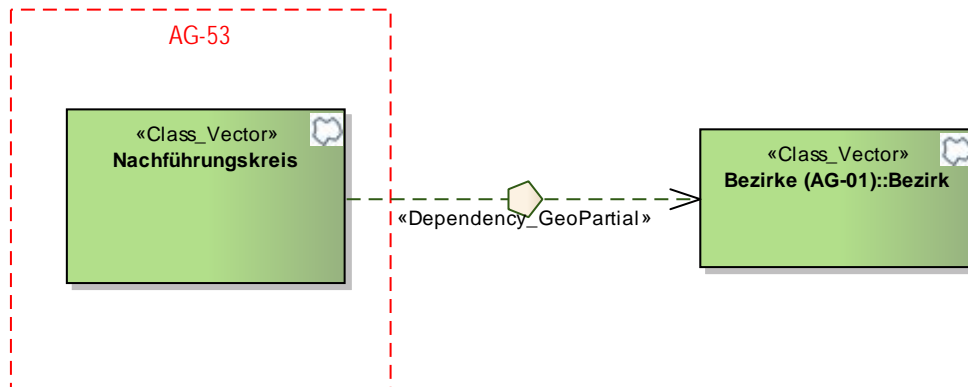 AG-53
«Class_Vector»
Nachführungskreis
«Class_Vector»
Bezirke (AG-01)::Bezirk
«Dependency_GeoPartial»